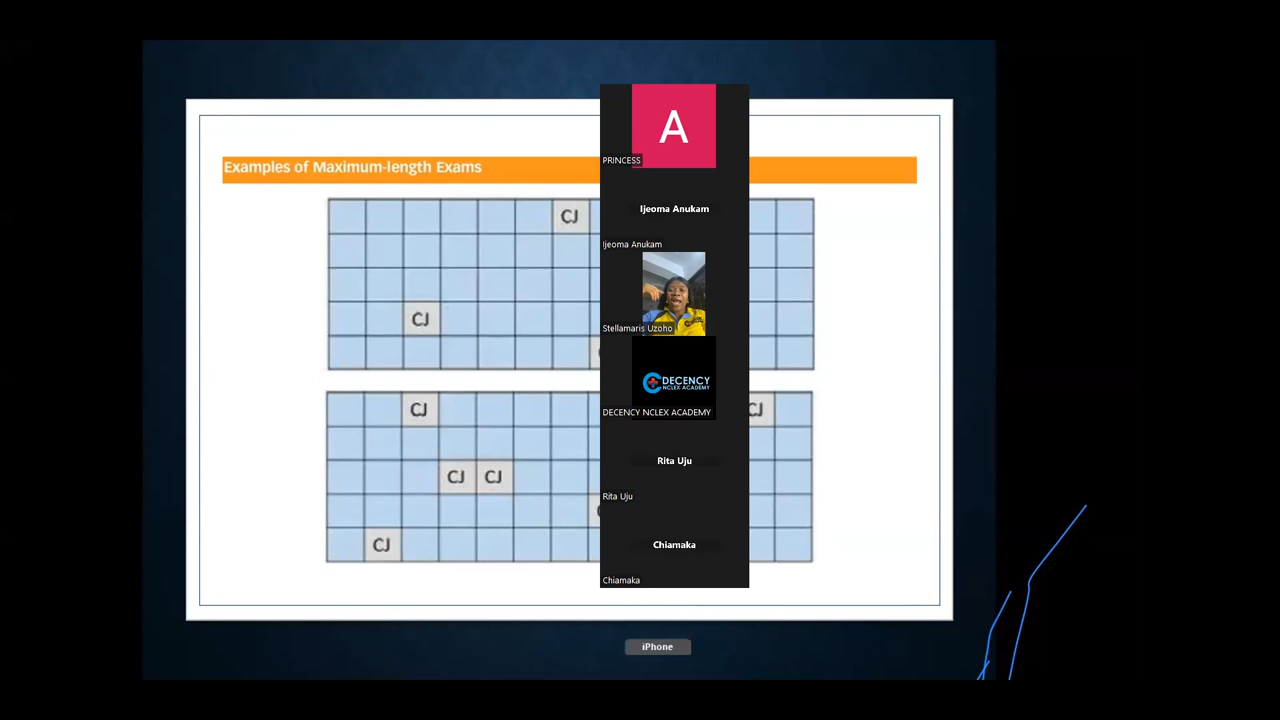 Examples of Maximum-length Exams
CJ
CJ
CJ
CJ
CJ CJ
CJ
A
PRINCESS
Ijeoma Anukam
Ijeoma Anukam
Stellamaris Uzoho
DECENCY
NCLEX ACADEMY
DECENCY NCLEX ACADEMY
Rita Uju
Rita Uju
Chiamaka
Chiamaka
iPhone